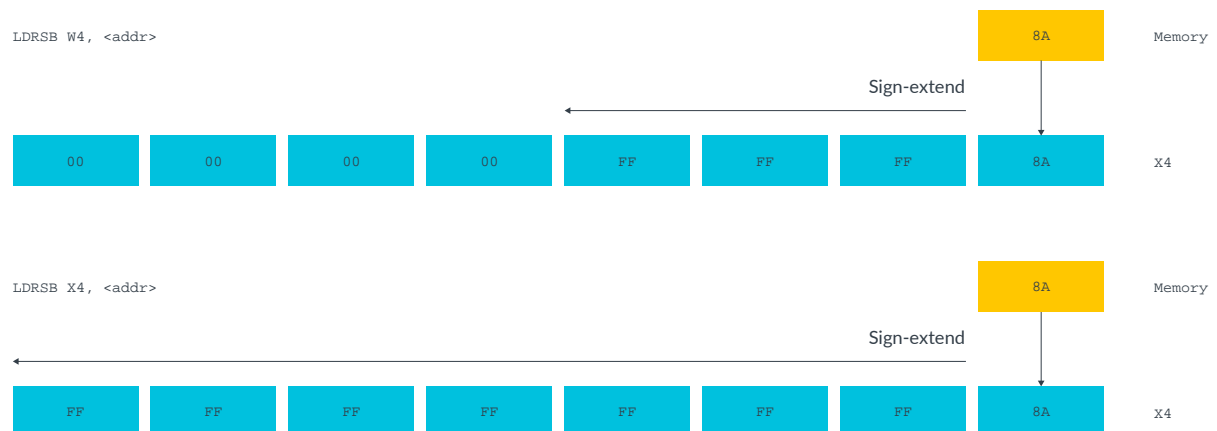 LDRSB W4, <addr>
8A
Memory
Sign-extend
00 00 00 00 FF FF FF 8A
X4
LDRSB X4, <addr>
8A
Memory
Sign-extend
FF FF FF FF FF FF FF 8A
X4